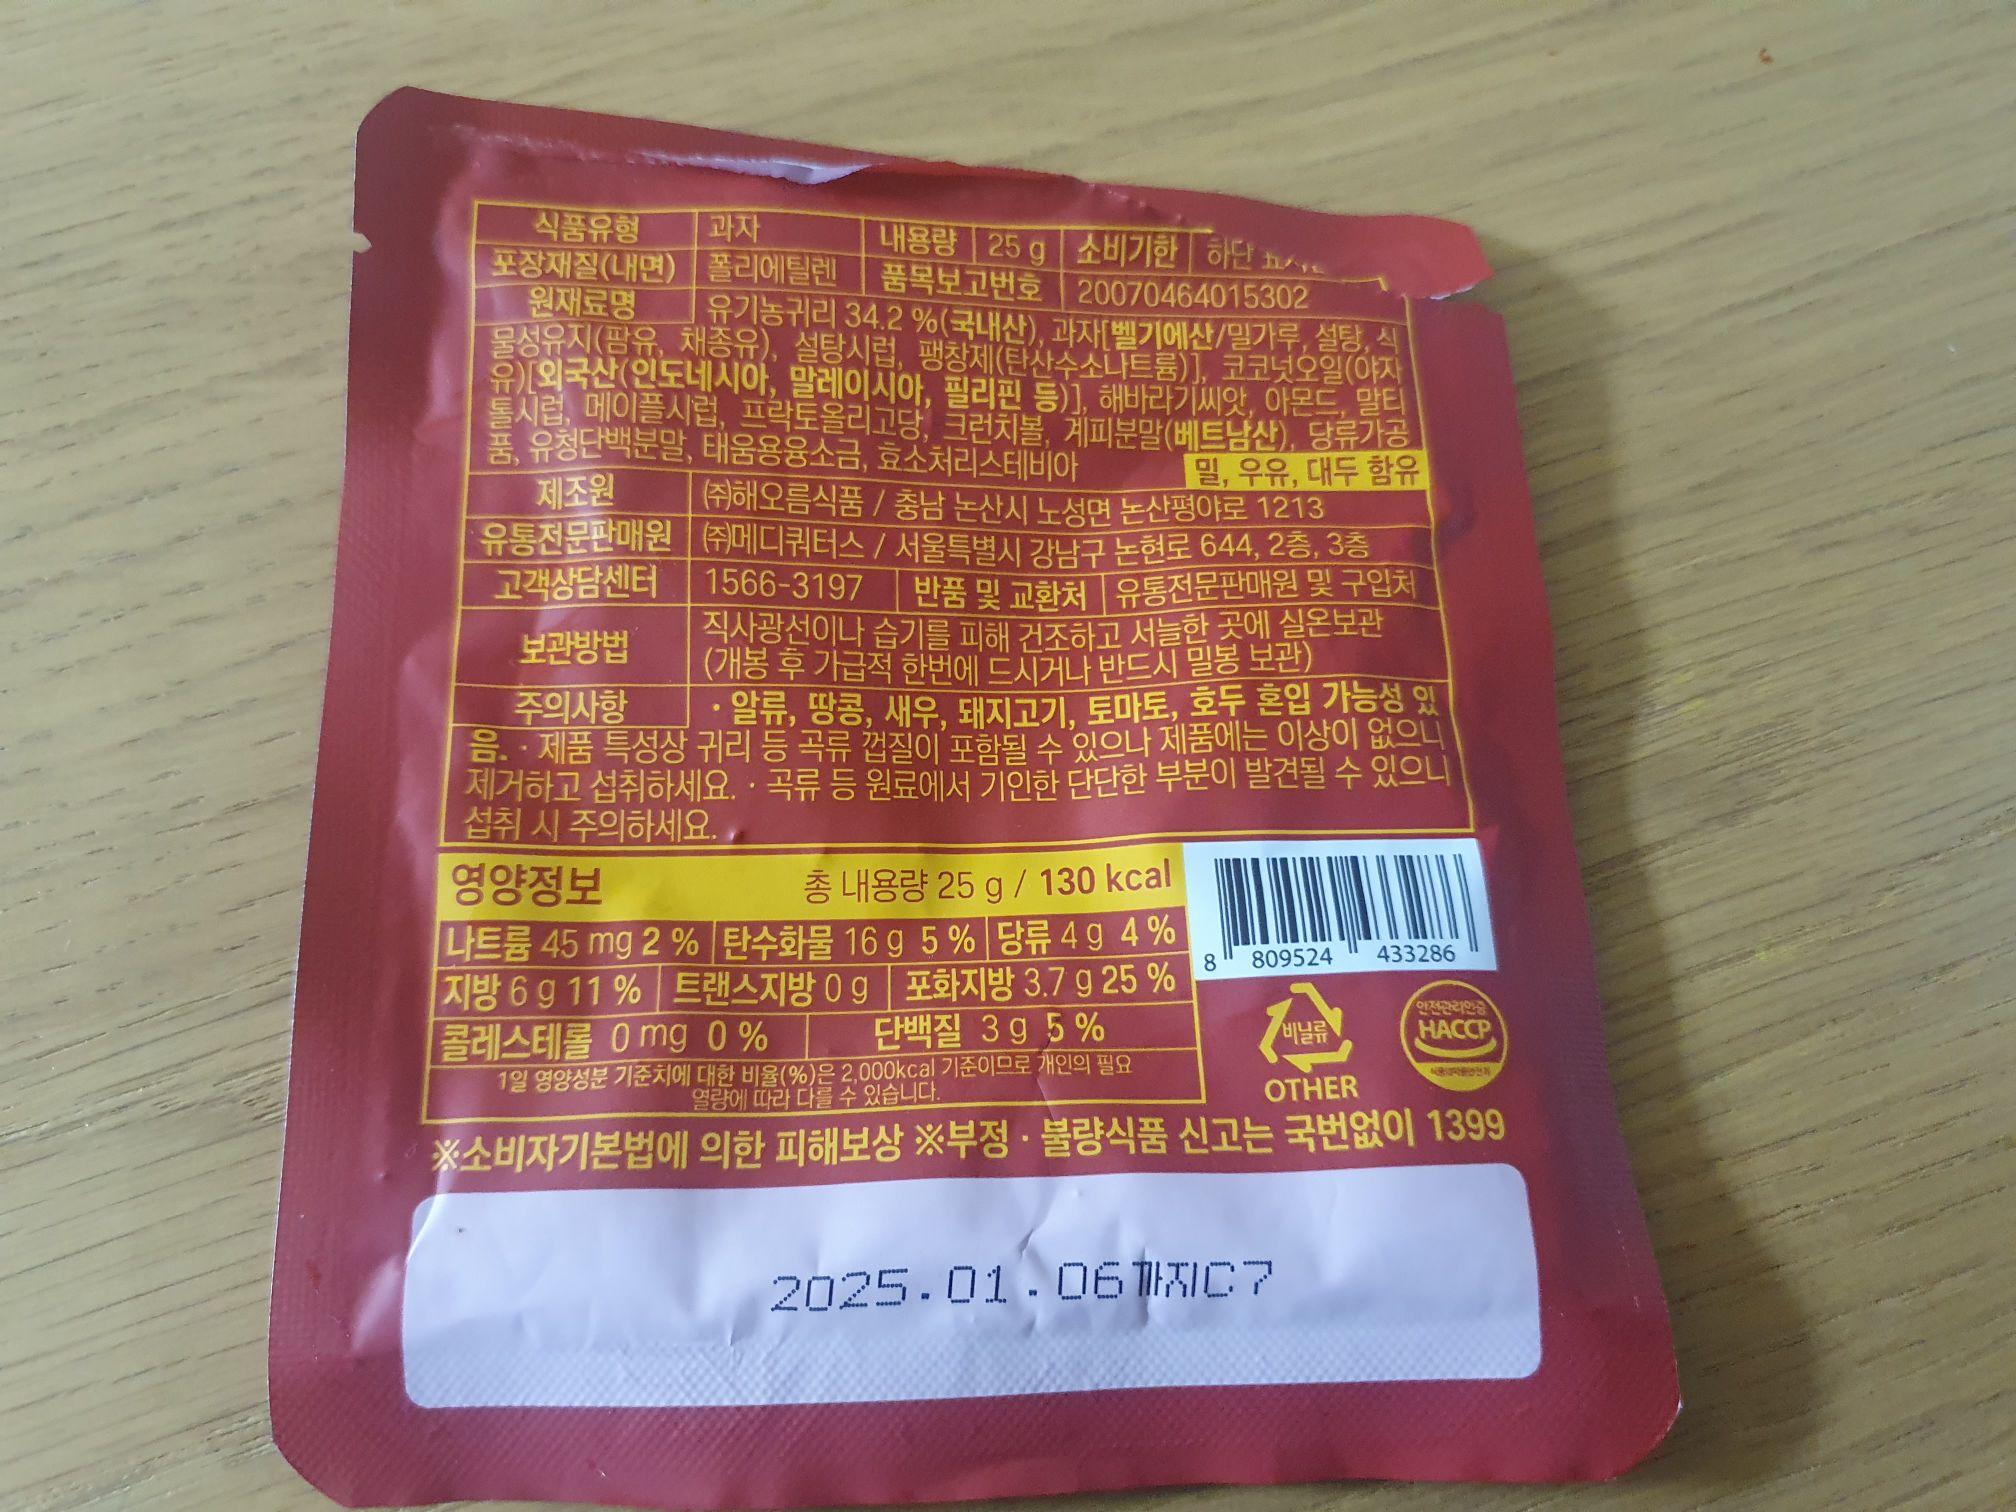 식품유형 과자 내용량 25 g 소비기한 하단
포장재질(내면) 폴리에틸렌 품목보고번호 20070464015302
원재료명 유기농귀리 34.2 %(국내산), 과자[벨기에산/밀가루, 설탕, 식
물성유지(팜유, 채종유), 설탕시럽, 팽창제(탄산수소나트륨)], 코코넛오일(야자
유)[외국산(인도네시아, 말레이시아, 필리핀 등)], 해바라기씨앗, 아몬드, 말티
톨시럽, 메이플시럽, 프락토올리고당, 크런치볼, 계피분말(베트남산), 당류가공
품, 유청단백분말, 태움용융소금, 효소처리스테비아
밀, 우유, 대두 함유
제조원 ㈜해오름식품 / 충남 논산시 노성면 논산평야로 1213
유통전문판매원 ㈜메디쿼터스 / 서울특별시 강남구 논현로 644, 2층, 3층
고객상담센터 1566-3197 반품 및 교환처 유통전문판매원 및 구입처
보관방법 직사광선이나 습기를 피해 건조하고 서늘한 곳에 실온보관
(개봉 후 가급적 한번에 드시거나 반드시 밀봉 보관)
주의사항 · 알류, 땅콩, 새우, 돼지고기, 토마토, 호두 혼입 가능성 있
음. · 제품 특성상 귀리 등 곡류 껍질이 포함될 수 있으나 제품에는 이상이 없으니
제거하고 섭취하세요. · 곡류 등 원료에서 기인한 단단한 부분이 발견될 수 있으니
섭취 시 주의하세요.
영양정보 총 내용량 25 g / 130 kcal
나트륨 45 mg 2 % 탄수화물 16 g 5 % 당류 4 g 4 %
지방 6 g 11 % 트랜스지방 0 g 포화지방 3.7 g 25 %
콜레스테롤 0 mg 0 % 단백질 3 g 5 %
1일 영양성분 기준치에 대한 비율(%)은 2,000kcal 기준이므로 개인의 필요
열량에 따라 다를 수 있습니다.
8 809524 433286
비닐류
OTHER
안전관리인증
HACCP
※소비자기본법에 의한 피해보상 ※부정 · 불량식품 신고는 국번없이 1399
2025.01.06까지C7